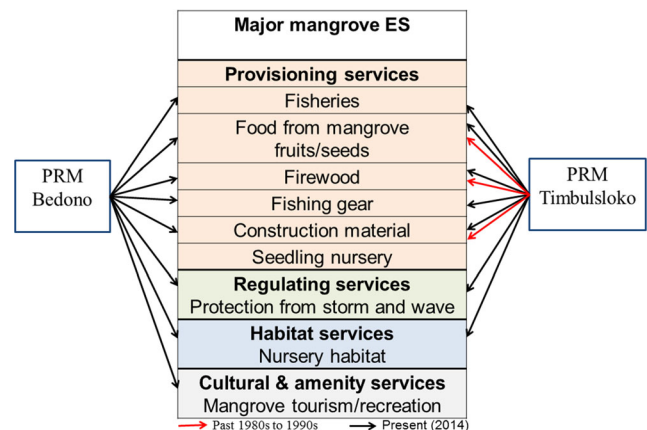 Major mangrove ES
Provisioning services
Fisheries
Food from mangrove
fruits/seeds
Firewood
Fishing gear
Construction material
Seedling nursery
Regulating services
Protection from storm and wave
Habitat services
Nursery habitat
Cultural & amenity services
Mangrove tourism/recreation
PRM
Bedono
PRM
Timbulsloko
Past 1980s to 1990s
Present (2014)